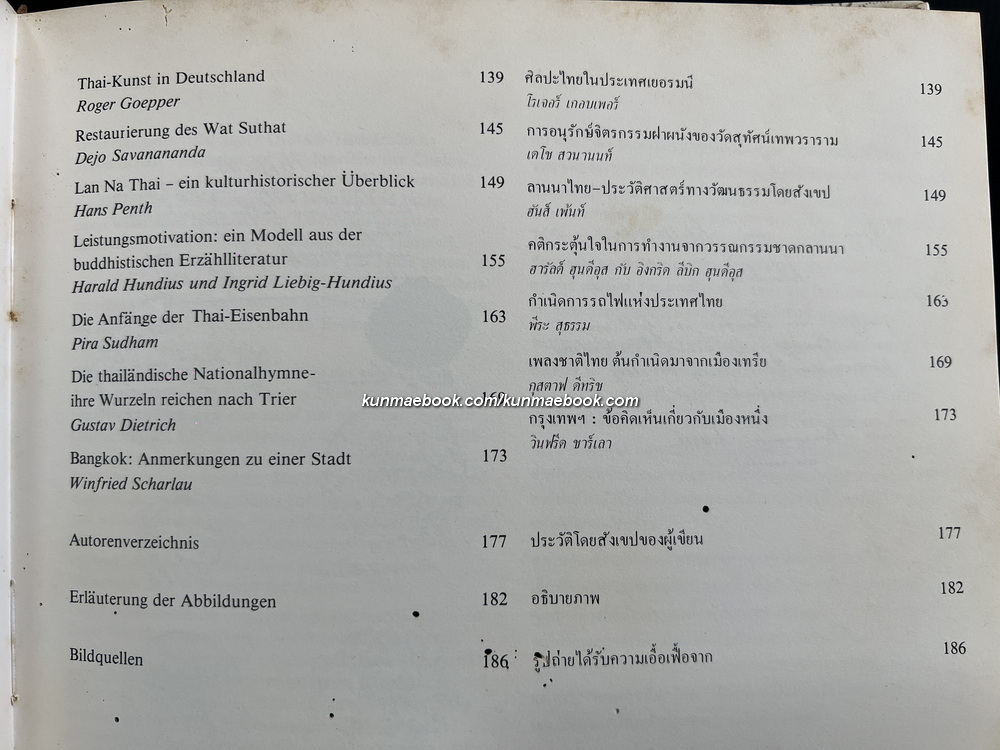 Thai-Kunst in Deutschland 139
Roger Goepper
Restaurierung des Wat Suthat 145
Dejo Savanananda
Lan Na Thai – ein kulturhistorischer Überblick 149
Hans Penth
Leistungsmotivation: ein Modell aus der
buddhistischen Erzählliteratur 155
Harald Hundius und Ingrid Liebig-Hundius
Die Anfänge der Thai-Eisenbahn 163
Pira Sudham
Die thailändische Nationalhymne-
ihre Wurzeln reichen nach Trier 169
Gustav Dietrich
Bangkok: Anmerkungen zu einer Stadt 173
Winfried Scharlau
Autorenverzeichnis 177
Erläuterung der Abbildungen 182
Bildquellen 186
ศิลปะไทยในประเทศเยอรมนี 139
โรเจอร์ เกอบเพอร์
การอนุรักษ์จิตรกรรมฝาผนังของวัดสุทัศน์เทพวราราม 145
เดโช สวนานนท์
ลานนาไทย–ประวัติศาสตร์ทางวัฒนธรรมโดยสังเขป 149
ฮันส์ เพ้นท์
คติกระตุ้นใจในการทำงานจากวรรณกรรมชาดกลานนา 155
ฮารัลด์ ฮุนดีอุส กับ อิงกริด ลีบิก ฮุนดีอุส
กำเนิดการรถไฟแห่งประเทศไทย 163
พีระ สุธรรม
เพลงชาติไทย ต้นกำเนิดมาจากเมืองเทรีย 169
กุสตาฟ ดีทริช
กรุงเทพฯ : ข้อคิดเห็นเกี่ยวกับเมืองหนึ่ง 173
วินฟรีด ชาร์เลา
ประวัติโดยสังเขปของผู้เขียน 177
อธิบายภาพ 182
รูปถ่ายได้รับความเอื้อเฟื้อจาก 186
kunmaebook.com/kunmaebook.com